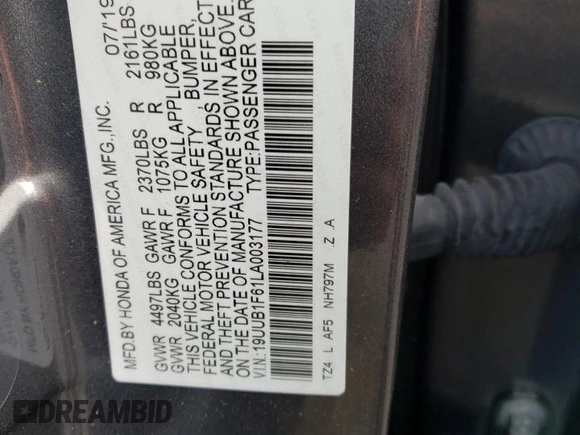 MFD.BY HONDA OF AMERICA MFG.,INC. 07/'19
GVWR 4497LBS GAWR F 2370LBS R 2161LBS
GVWR 2040KG GAWR F 1075KG R 980KG
THIS VEHICLE CONFORMS TO ALL APPLICABLE
FEDERAL MOTOR VEHICLE SAFETY , BUMPER,
AND THEFT PREVENTION STANDARDS IN EFFECT
ON THE DATE OF MANUFACTURE SHOWN ABOVE.
V.I.N.:19UUB1F61LA003177 TYPE:PASSENGER CAR
TZ4 L AF5 NH797M Z .A
DREAMBID